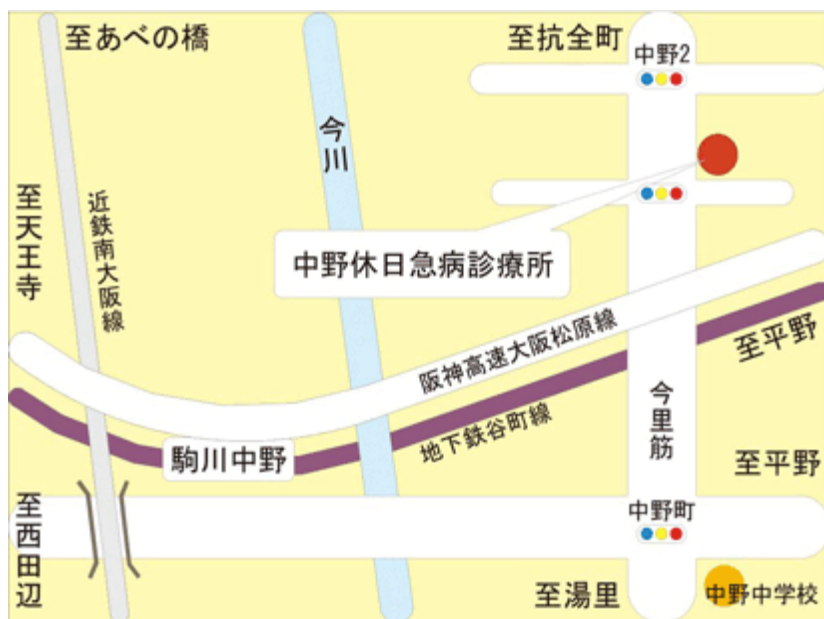 至あべの橋
至抗全町
中野2
今川
至天王寺
近鉄南大阪線
中野休日急病診療所
阪神高速大阪松原線
至平野
地下鉄谷町線
今里筋
駒川中野
至平野
至西田辺
中野町
至湯里
中野中学校